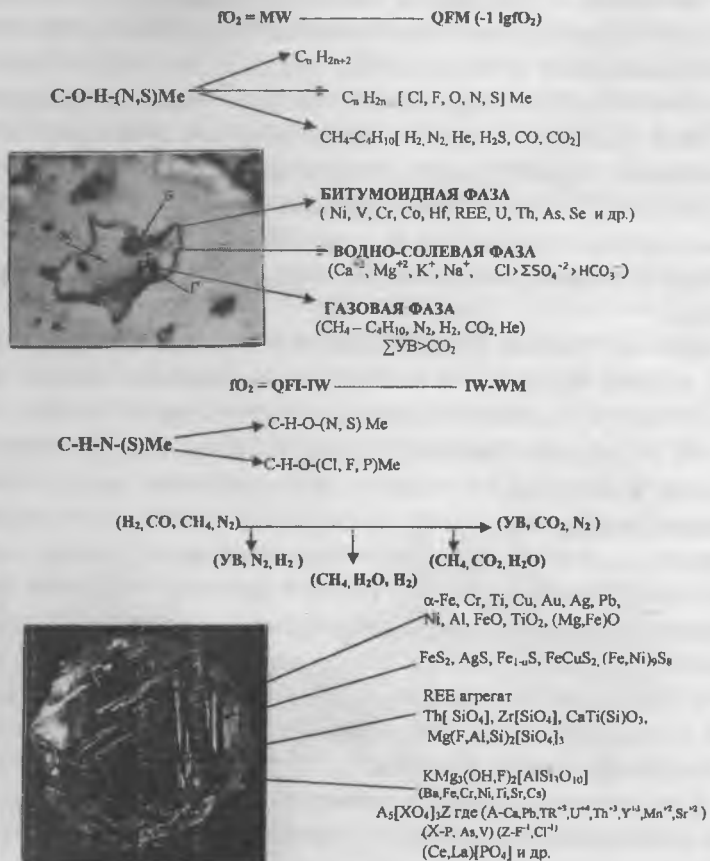 fO₂ = MW ——— QFM (-1 lgfO₂)
Cₙ H₂ₙ₊₂
C-O-H-(N,S)Me
Cₙ H₂ₙ [ Cl, F, O, N, S] Me
CH₄-C₄H₁₀[ H₂, N₂, He, H₂S, CO, CO₂]
БИТУМОИДНАЯ ФАЗА
( Ni, V, Cr, Co, Hf, REE, U, Th, As, Se и др.)
ВОДНО-СОЛЕВАЯ ФАЗА
(Ca⁺², Mg⁺², K⁺, Na⁺, Cl>ΣSO₄⁻²>HCO₃⁻)
Г
ГАЗОВАЯ ФАЗА
(CH₄ – C₄H₁₀, N₂, H₂, CO₂, He)
∑УВ>CO₂
fO₂ = QFI-IW ——— IW-WM
C-H-O-(N, S) Me
C-H-N-(S)Me
C-H-O-(Cl, F, P)Me
(H₂, CO, CH₄, N₂) (УВ, CO₂, N₂ )
(УВ, N₂, H₂ ) (CH₄, CO₂, H₂O)
(CH₄, H₂O, H₂)
α-Fe, Cr, Ti, Cu, Au, Ag, Pb,
Ni, Al, FeO, TiO₂, (Mg,Fe)O
FeS₂, AgS, Fe₁₋ₙS, FeCuS₂, (Fe,Ni)₉S₈
REE агрегат
Th[ SiO₄], Zr[SiO₄], CaTi(Si)O₃,
Mg(F,Al,Si)₂[SiO₄]₃
KMg₃(OH,F)₂[AlSi₃O₁₀]
(Ba,Fe,Cr,Ni,Ti,Sr,Cs)
A₅[XO₄]₃Z где (A-Ca,Pb,TR⁺³,U⁺⁴,Th⁺³,Y⁺³,Mn⁺²,Sr⁺²)
(X-P, As,V) (Z-F⁻¹,Cl⁻¹)
(Ce,La)[PO₄] и др.